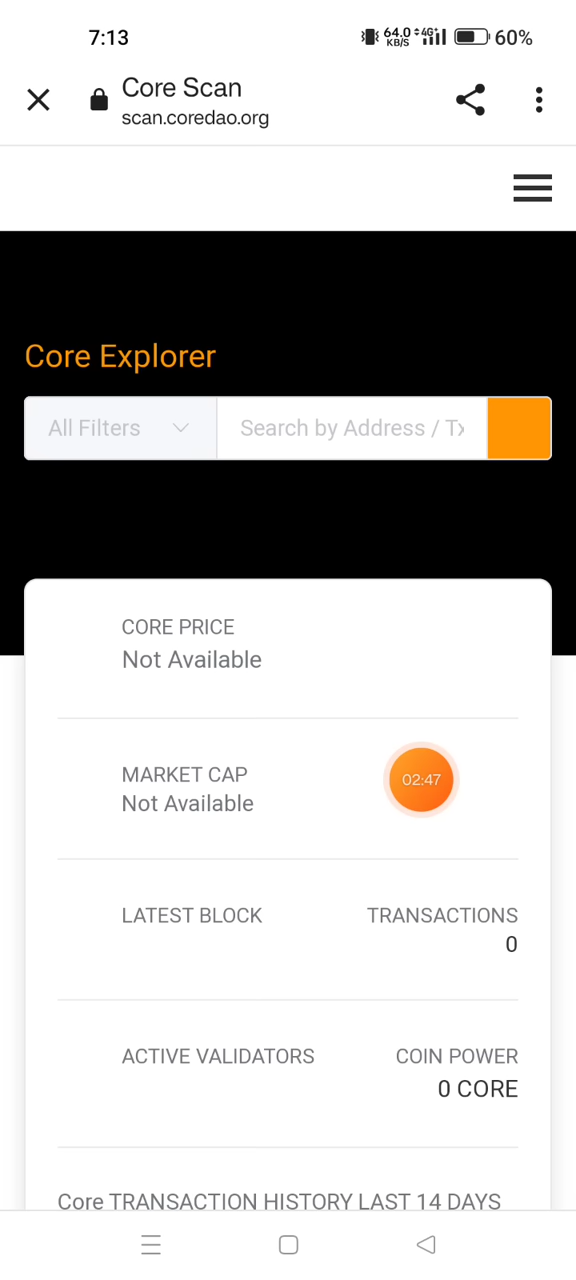 7:13 64.0 KB/S 4G+ 60%
Core Scan
scan.coredao.org
Core Explorer
All Filters Search by Address / Tx
CORE PRICE
Not Available
MARKET CAP
Not Available
02:47
LATEST BLOCK TRANSACTIONS
0
ACTIVE VALIDATORS COIN POWER
0 CORE
Core TRANSACTION HISTORY LAST 14 DAYS